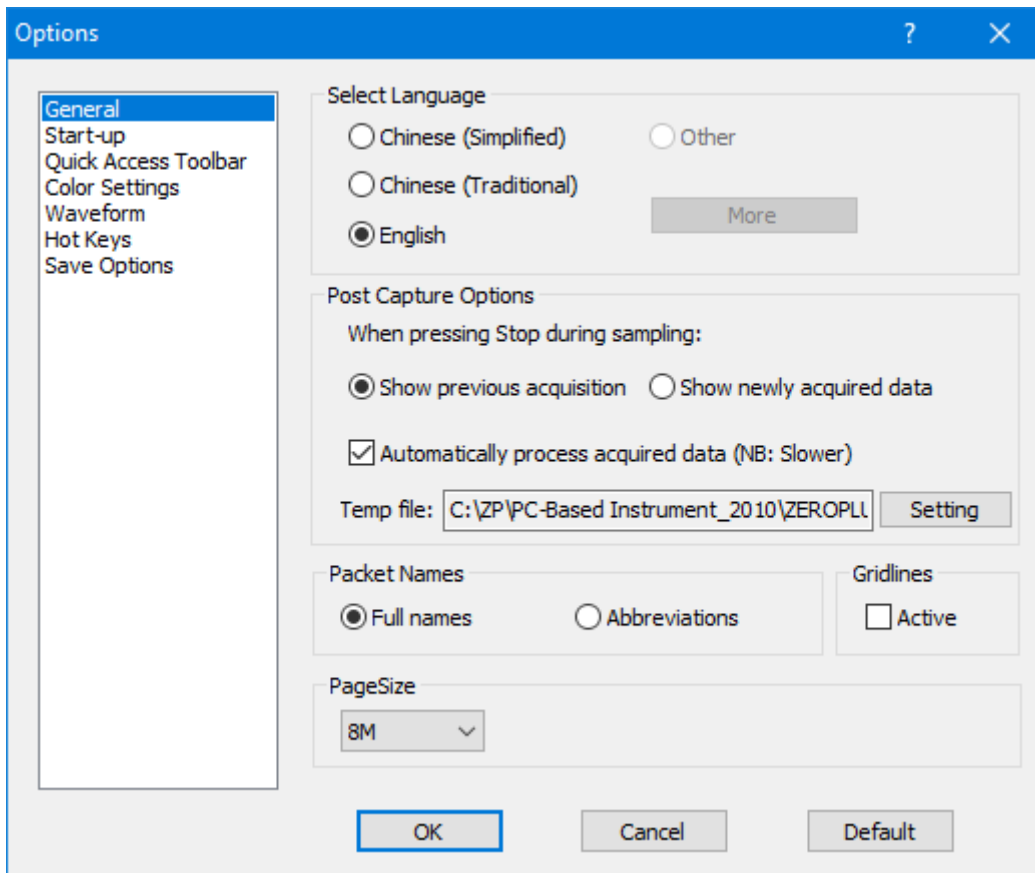 Options
General
Start-up
Quick Access Toolbar
Color Settings
Waveform
Hot Keys
Save Options
Select Language
Chinese (Simplified)
Other
Chinese (Traditional)
More
English
Post Capture Options
When pressing Stop during sampling:
Show previous acquisition
Show newly acquired data
Automatically process acquired data (NB: Slower)
Temp file: C:\ZP\PC-Based Instrument_2010\ZEROPLU Setting
Packet Names
Full names
Abbreviations
Gridlines
Active
PageSize
8M
OK
Cancel
Default